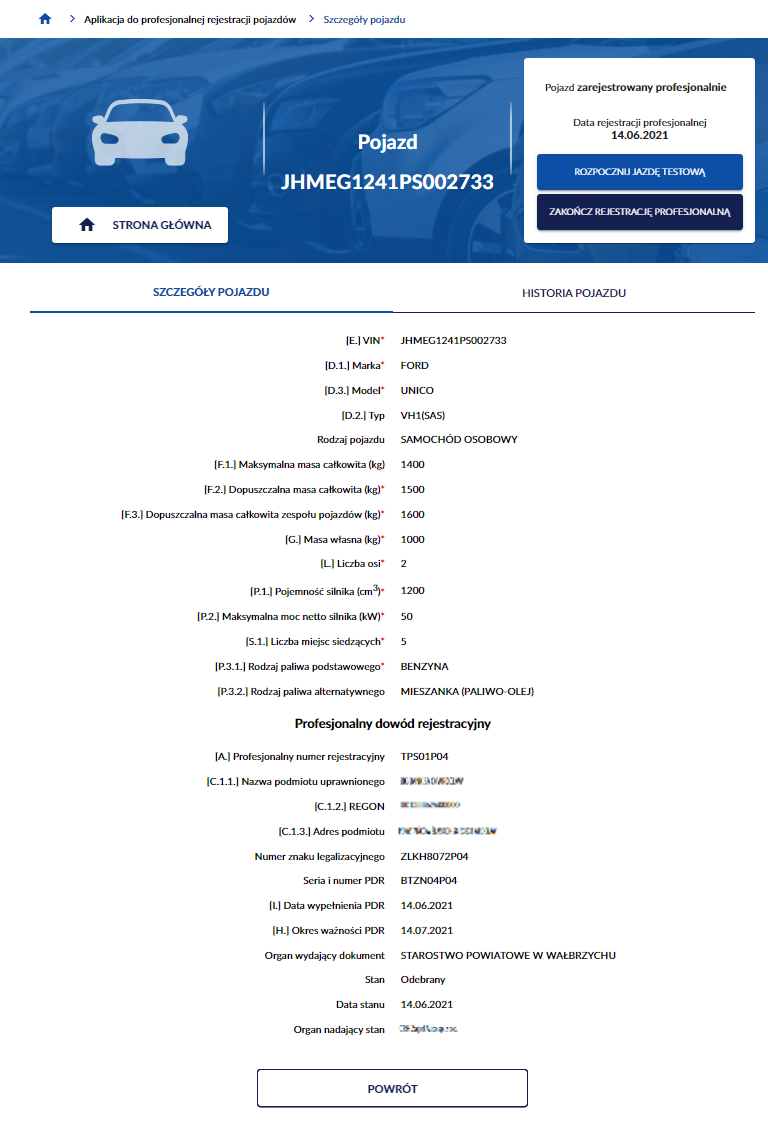 Aplikacja do profesjonalnej rejestracji pojazdów > Szczegóły pojazdu
Pojazd zarejestrowany profesjonalnie
Data rejestracji profesjonalnej
14.06.2021
Pojazd
JHMEG1241PS002733
ROZPOCZNIJ JAZDĘ TESTOWĄ
ZAKOŃCZ REJESTRACJĘ PROFESJONALNĄ
STRONA GŁÓWNA
SZCZEGÓŁY POJAZDU HISTORIA POJAZDU
[E.] VIN* JHMEG1241PS002733
[D.1.] Marka* FORD
[D.3.] Model* UNICO
[D.2.] Typ VH1(SAS)
Rodzaj pojazdu SAMOCHÓD OSOBOWY
[F.1.] Maksymalna masa całkowita (kg) 1400
[F.2.] Dopuszczalna masa całkowita (kg)* 1500
[F.3.] Dopuszczalna masa całkowita zespołu pojazdów (kg)* 1600
[G.] Masa własna (kg)* 1000
[L.] Liczba osi* 2
[P.1.] Pojemność silnika (cm³)* 1200
[P.2.] Maksymalna moc netto silnika (kW)* 50
[S.1.] Liczba miejsc siedzących* 5
[P.3.1.] Rodzaj paliwa podstawowego* BENZYNA
[P.3.2.] Rodzaj paliwa alternatywnego MIESZANKA (PALIWO-OLEJ)
Profesjonalny dowód rejestracyjny
[A.] Profesjonalny numer rejestracyjny TPS01P04
[C.1.1.] Nazwa podmiotu uprawnionego
[C.1.2.] REGON
[C.1.3.] Adres podmiotu
Numer znaku legalizacyjnego ZLKH8072P04
Seria i numer PDR BTZN04P04
[I.] Data wypełnienia PDR 14.06.2021
[H.] Okres ważności PDR 14.07.2021
Organ wydający dokument STAROSTWO POWIATOWE W WAŁBRZYCHU
Stan Odebrany
Data stanu 14.06.2021
Organ nadający stan
POWRÓT